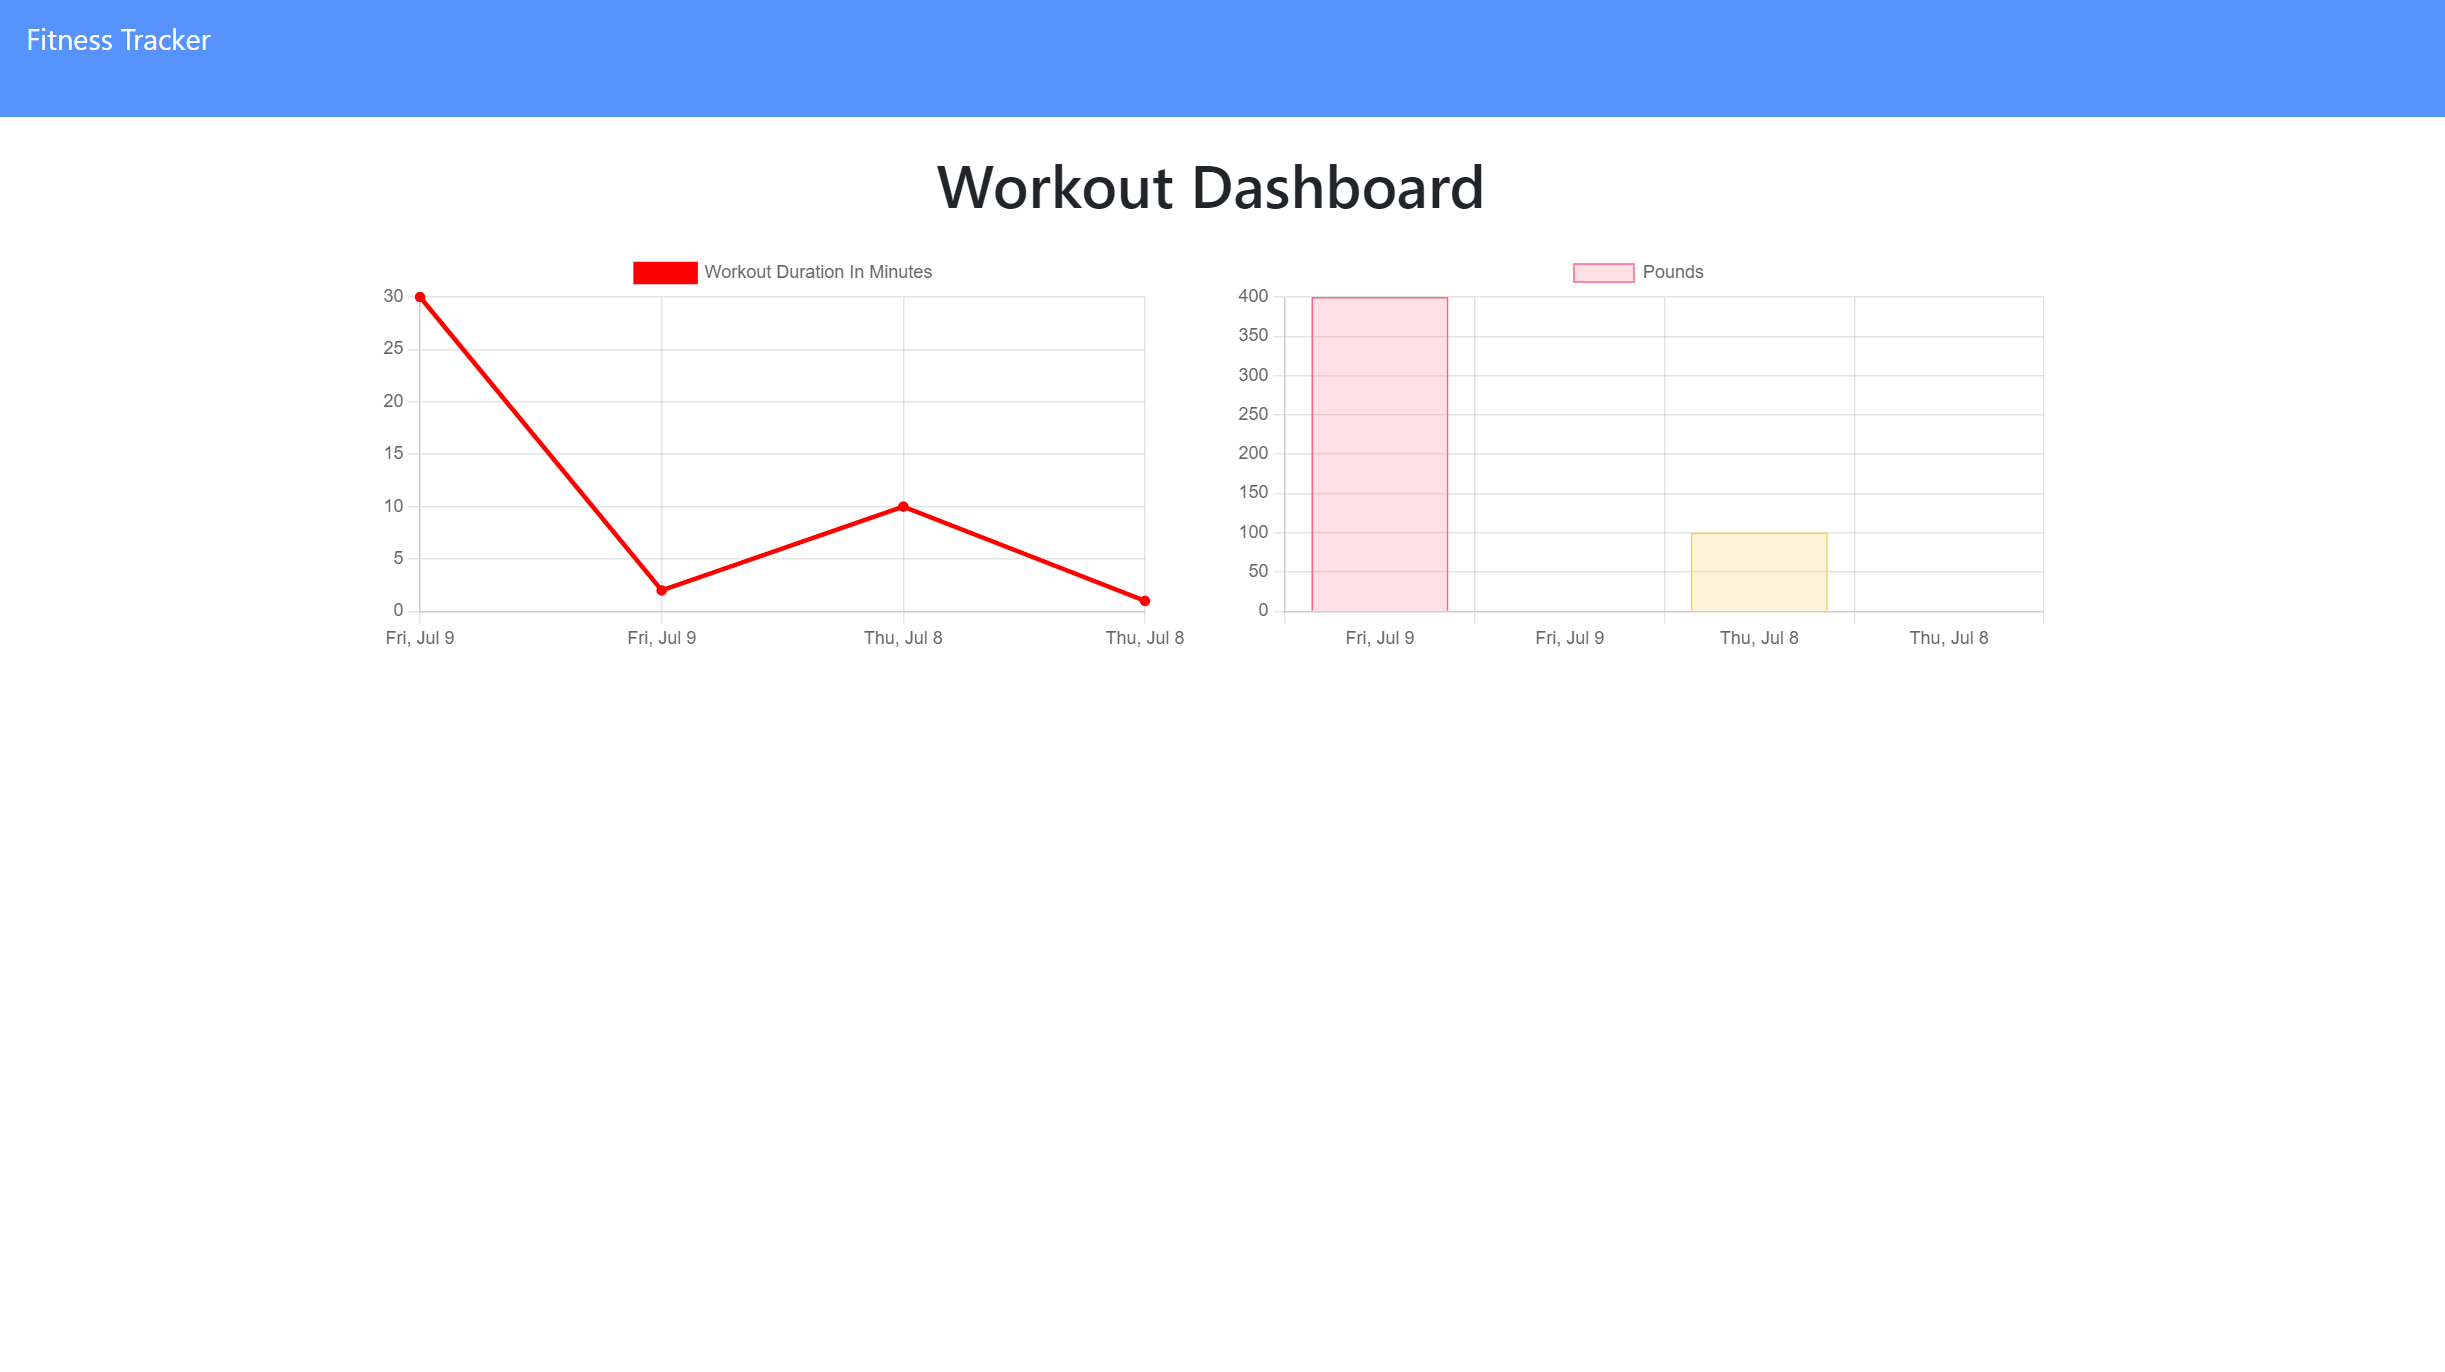 Fitness Tracker
Workout Dashboard
Workout Duration In Minutes
30
25
20
15
10
5
0
Fri, Jul 9 Fri, Jul 9 Thu, Jul 8 Thu, Jul 8
Pounds
400
350
300
250
200
150
100
50
0
Fri, Jul 9 Fri, Jul 9 Thu, Jul 8 Thu, Jul 8